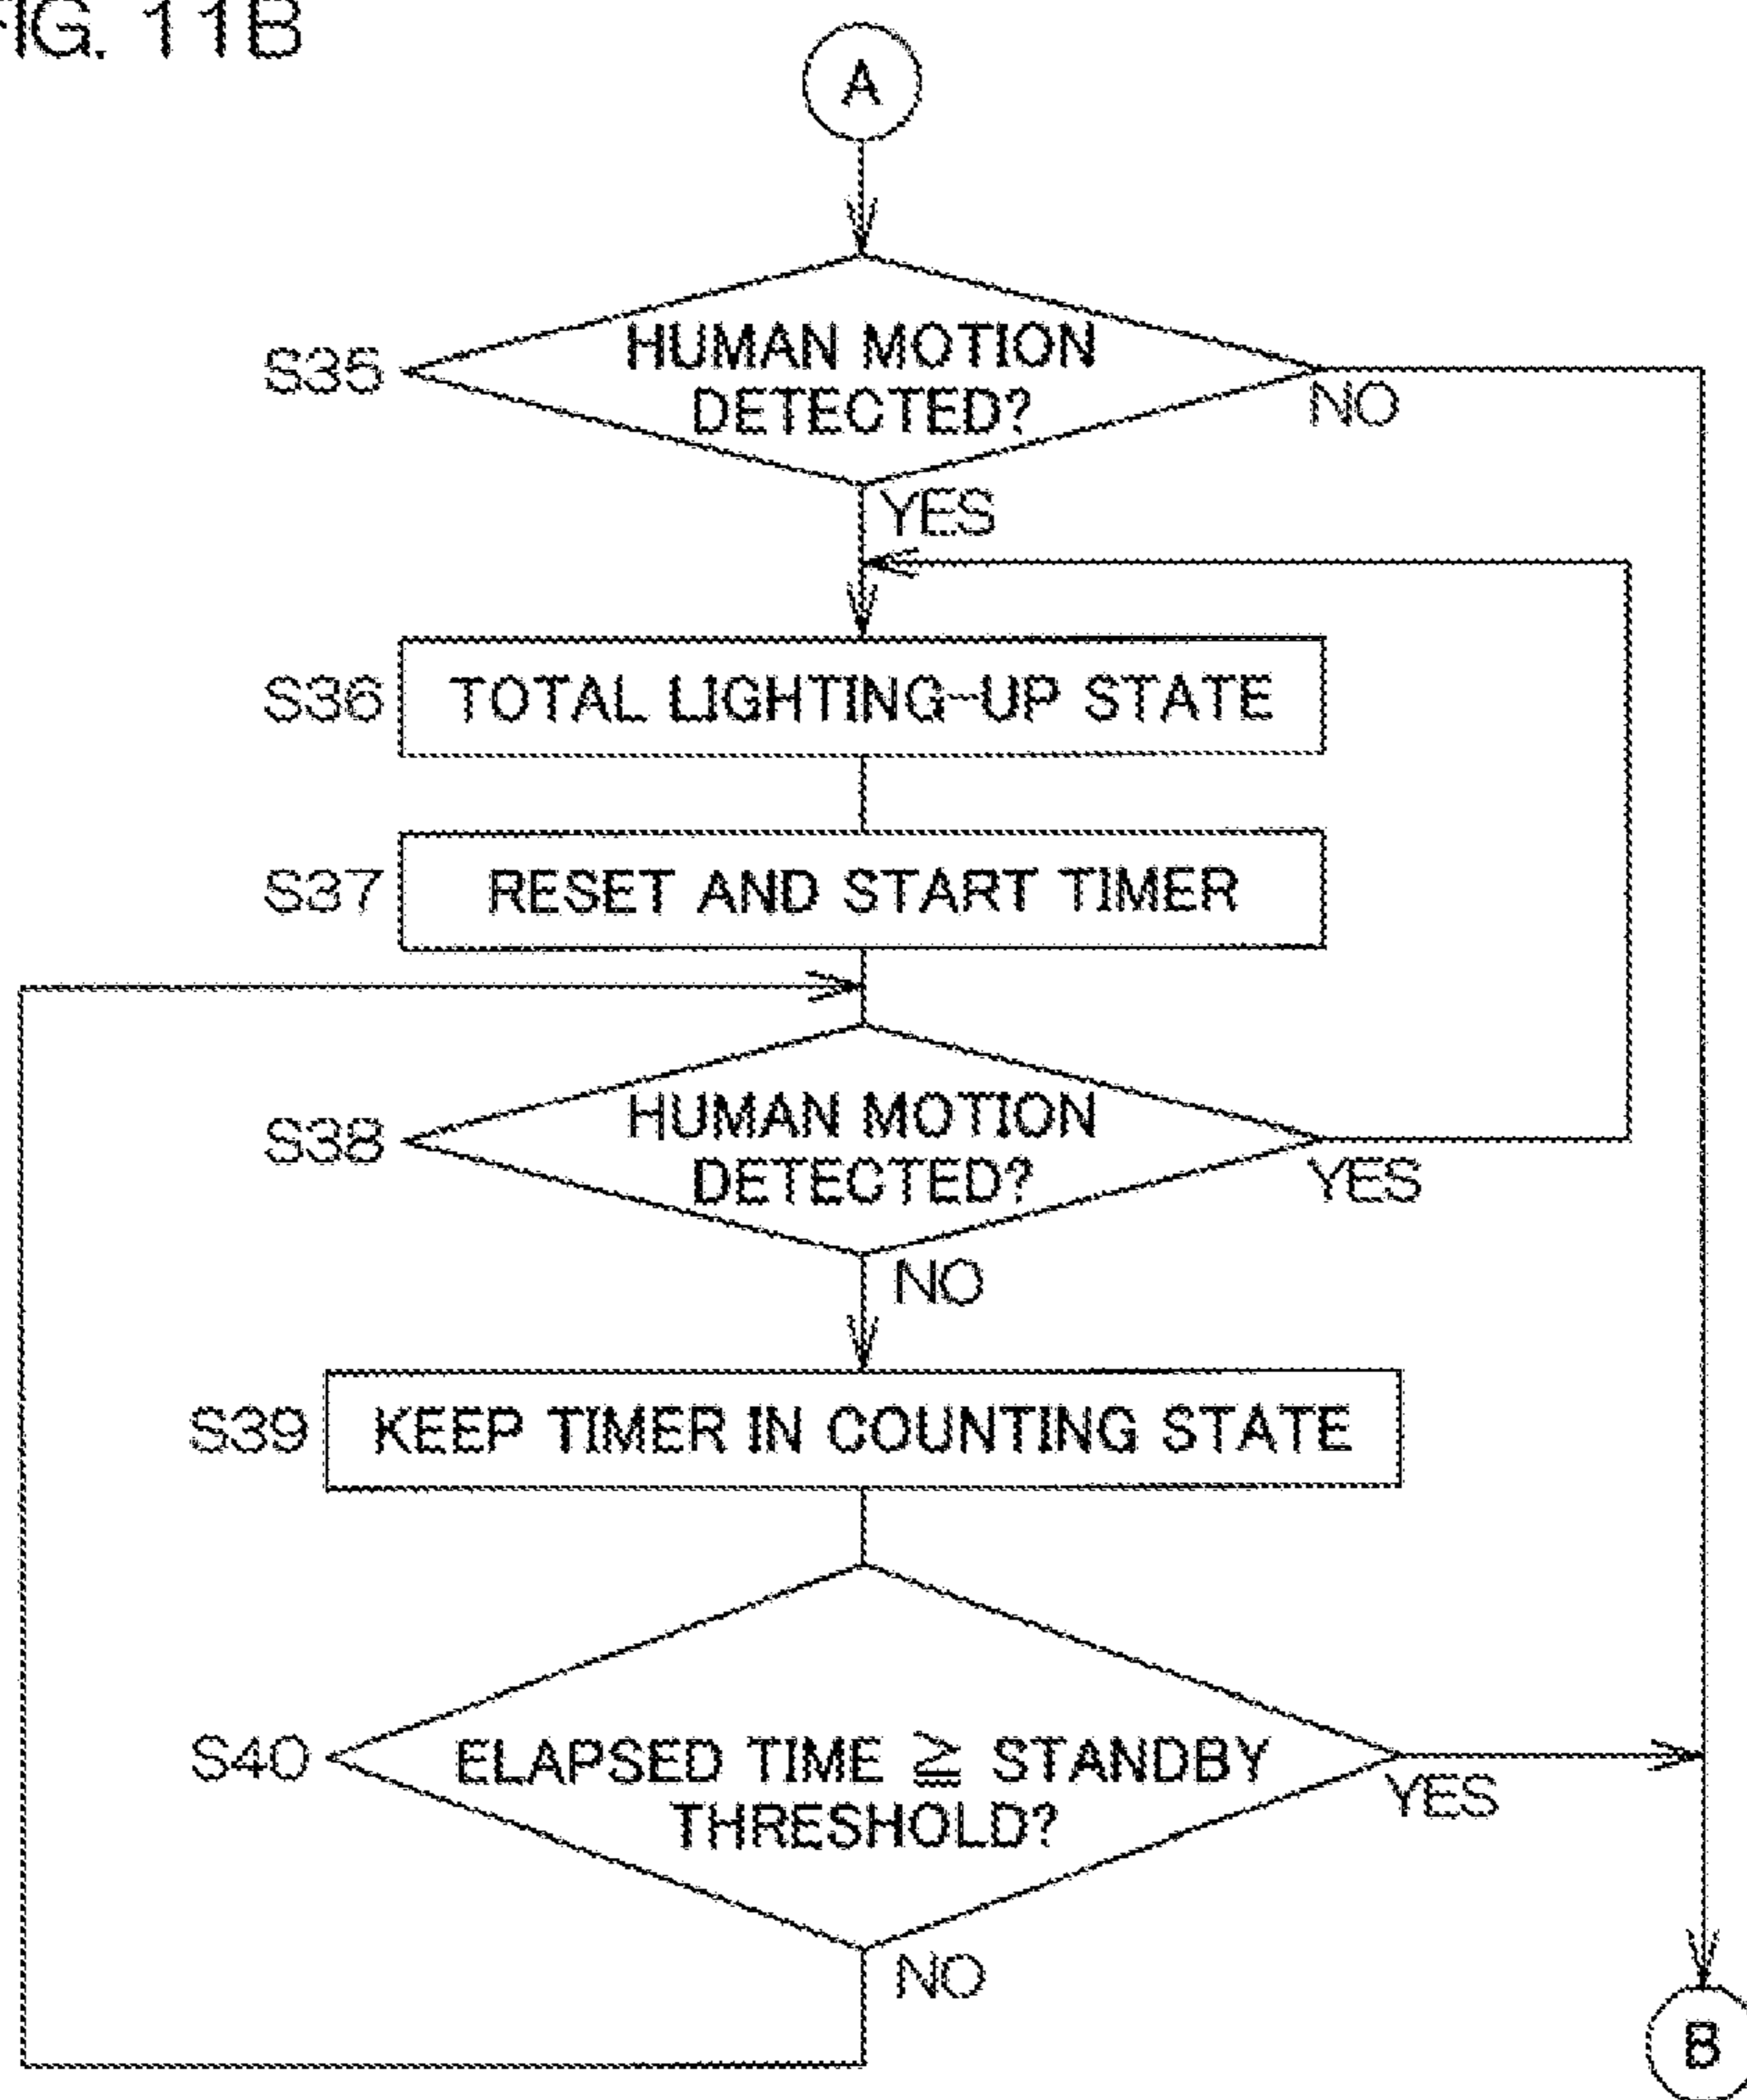 FIG. 11B
A
S35
HUMAN MOTION
DETECTED?
NO
YES
S36
TOTAL LIGHTING-UP STATE
S37
RESET AND START TIMER
S38
HUMAN MOTION
DETECTED?
YES
NO
S39
KEEP TIMER IN COUNTING STATE
S40
ELAPSED TIME ≧ STANDBY
THRESHOLD?
YES
NO
B